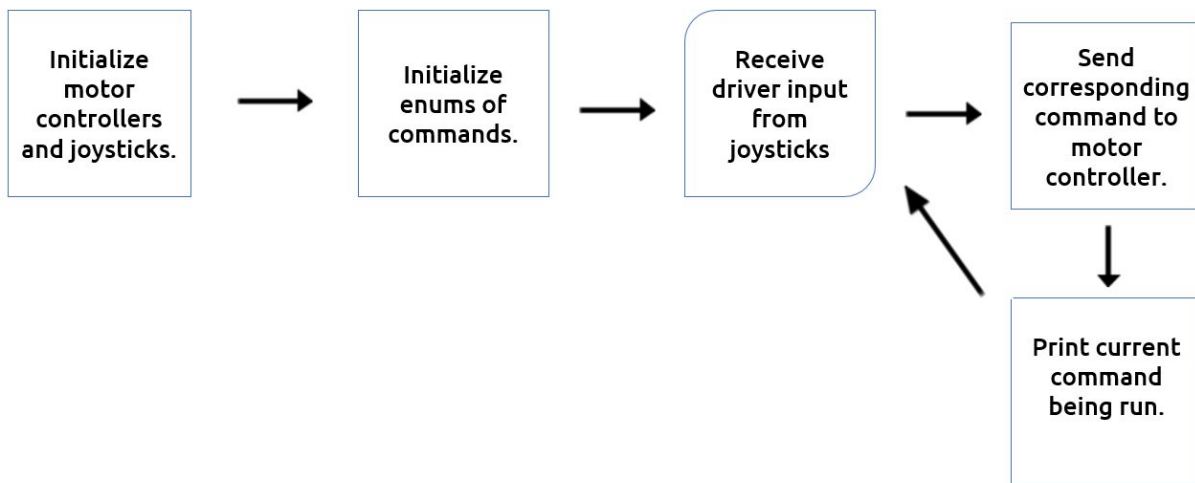 Initialize
motor
controllers
and joysticks.
Initialize
enums of
commands.
Receive
driver input
from
joysticks
Send
corresponding
command to
motor
controller.
Print current
command
being run.